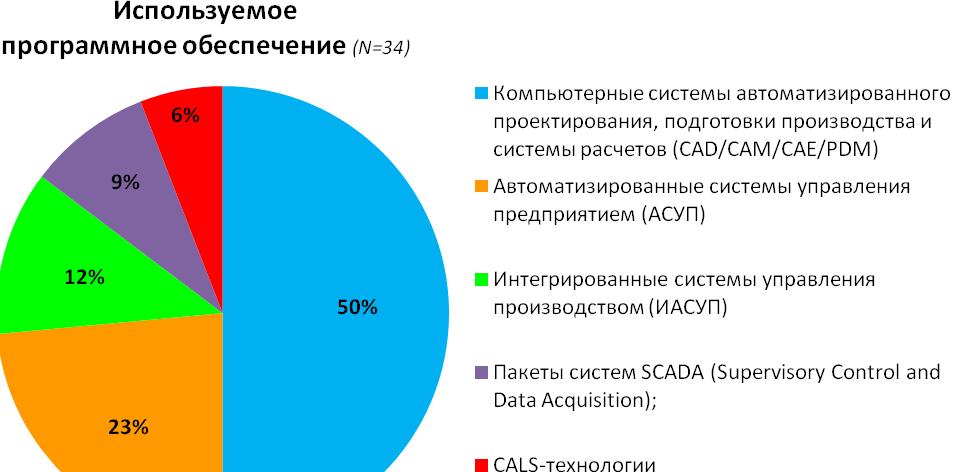 Используемое
программное обеспечение (N=34)
6%
9%
12%
50%
23%
Компьютерные системы автоматизированного
проектирования, подготовки производства и
системы расчетов (CAD/CAM/CAE/PDM)
Автоматизированные системы управления
предприятием (АСУП)
Интегрированные системы управления
производством (ИАСУП)
Пакеты систем SCADA (Supervisory Control and
Data Acquisition);
CALS-технологии